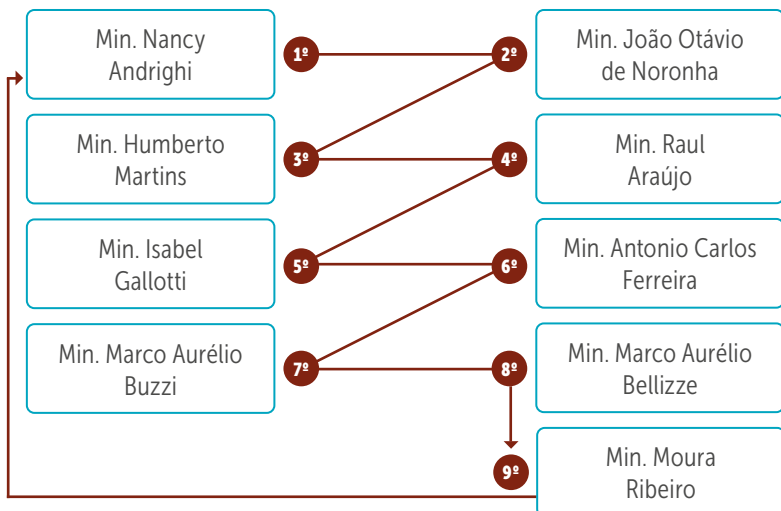 Min. Nancy
Andrighi
1º
2º
Min. João Otávio
de Noronha
Min. Humberto
Martins
3º
4º
Min. Raul
Araújo
Min. Isabel
Gallotti
5º
6º
Min. Antonio Carlos
Ferreira
Min. Marco Aurélio
Buzzi
7º
8º
Min. Marco Aurélio
Bellizze
9º
Min. Moura
Ribeiro